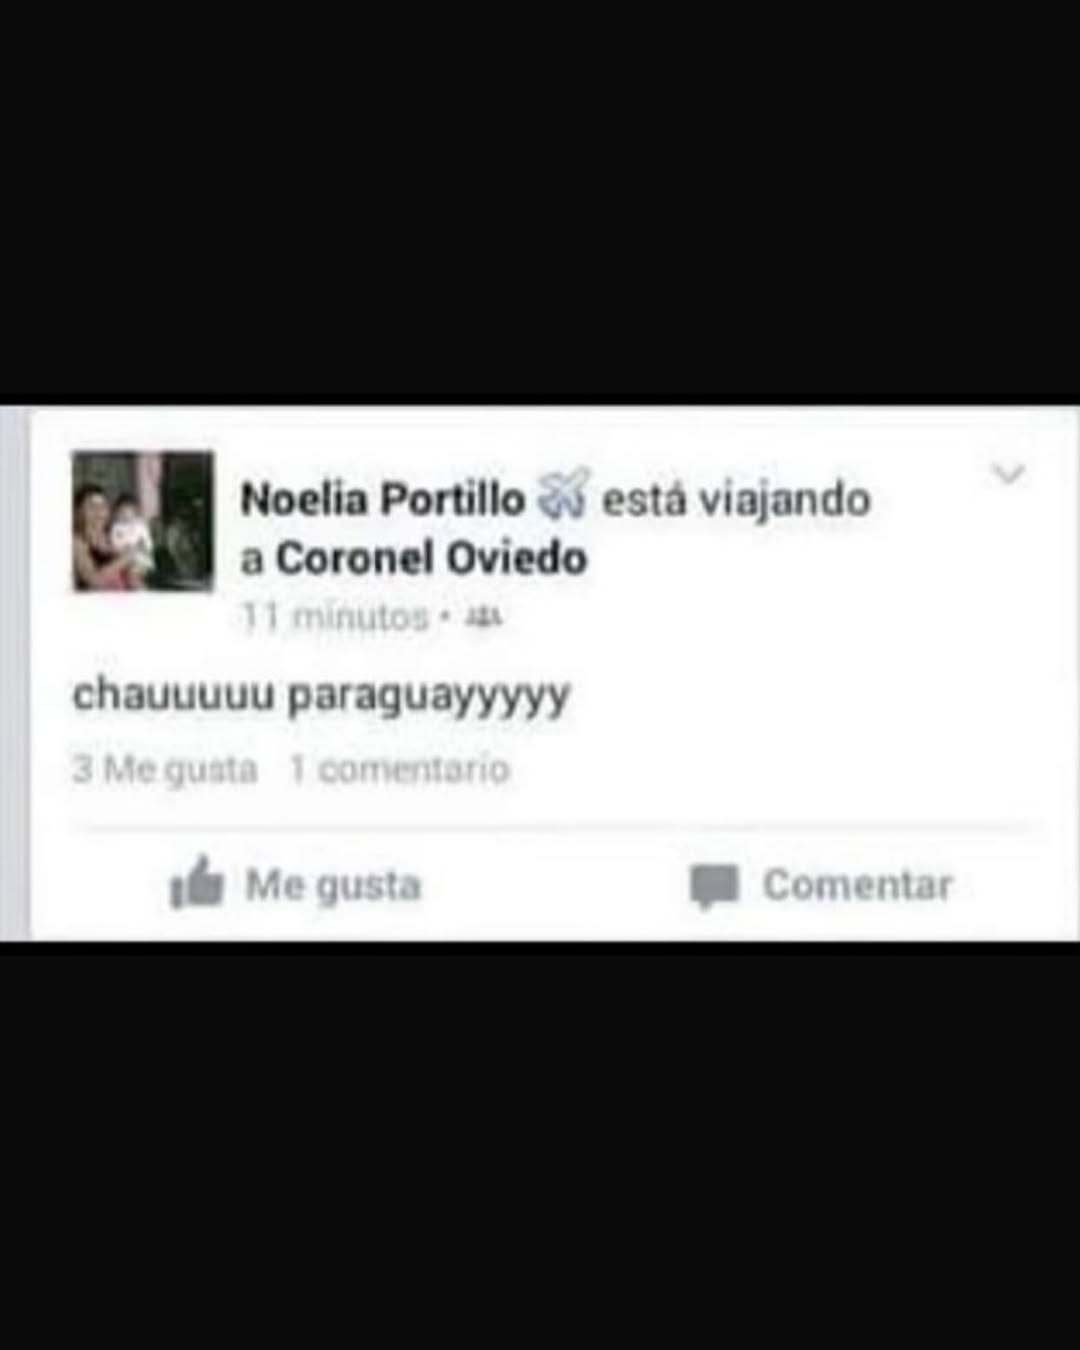 Noelia Portillo ✈ está viajando
a Coronel Oviedo
11 minutos ·
chauuuuu paraguayyyyy
3 Me gusta 1 comentario
Me gusta Comentar